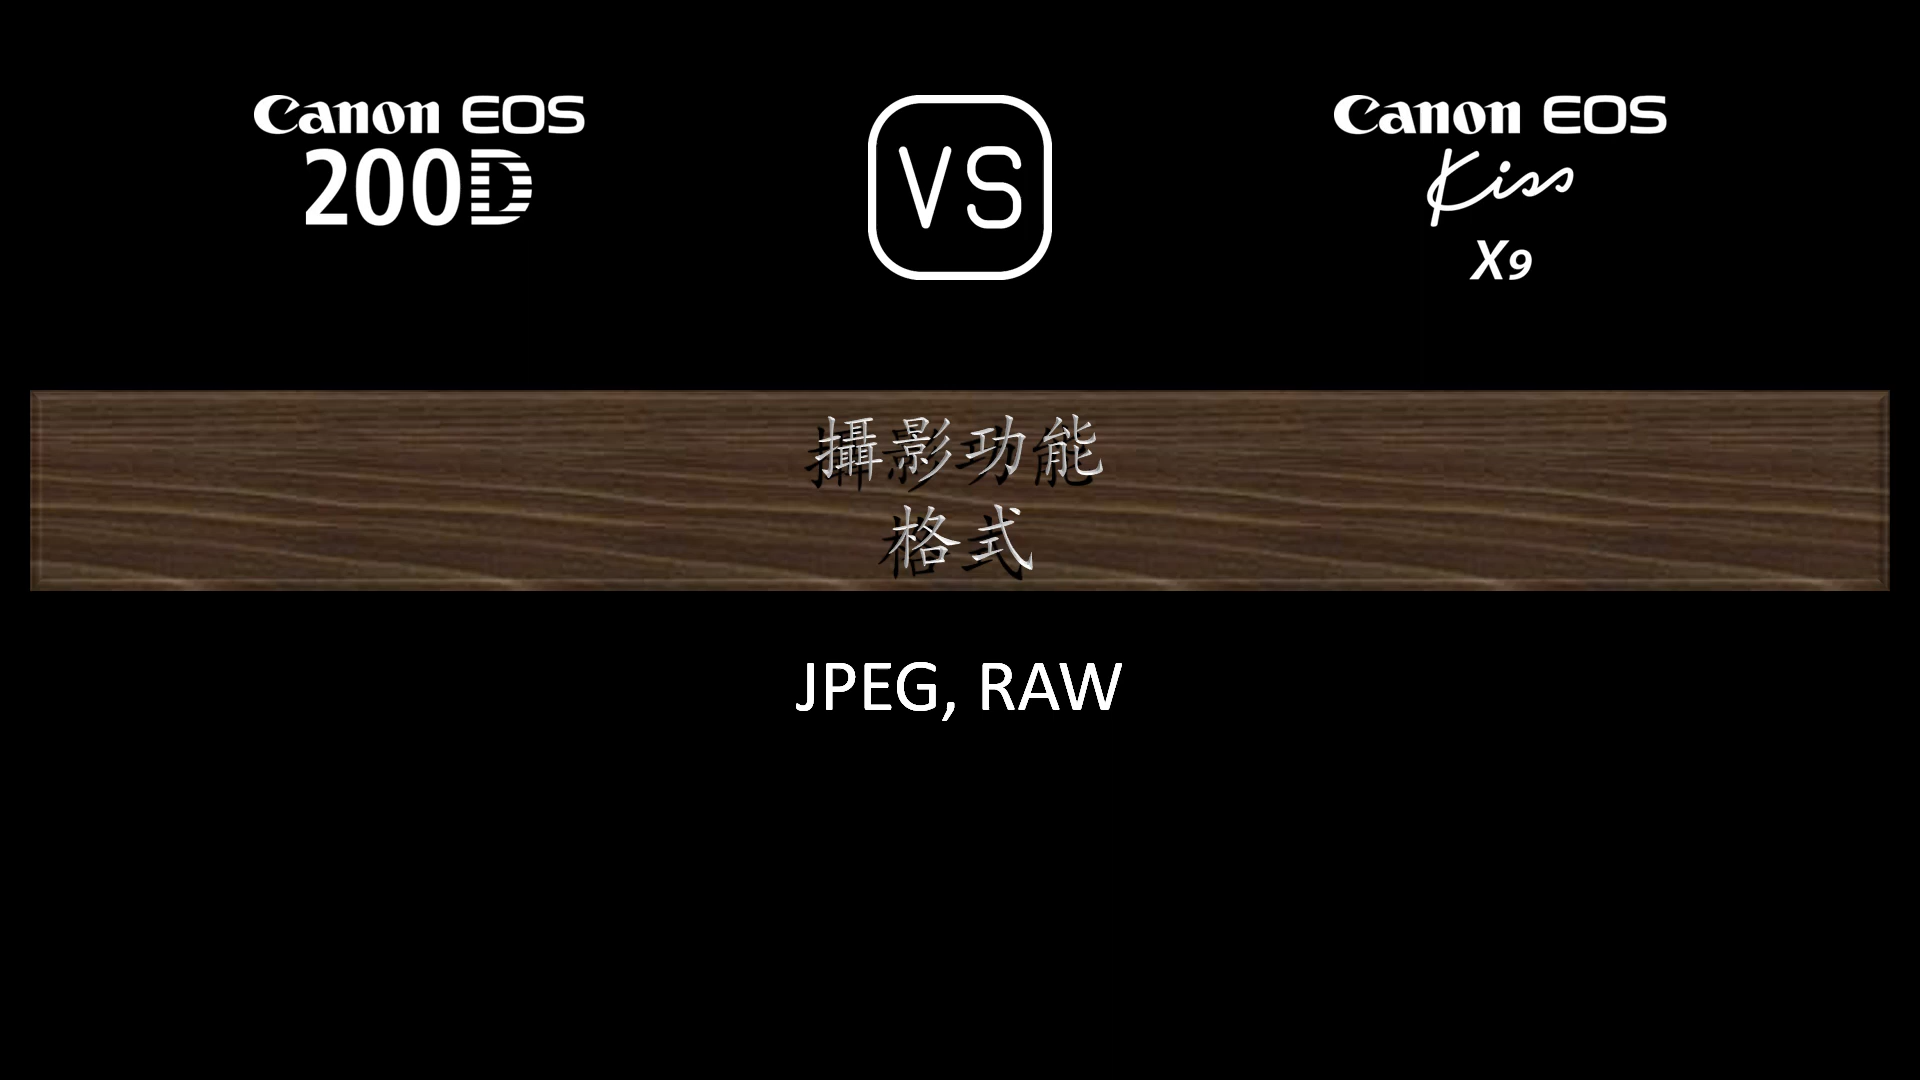 Canon EOS
200D
VS
Canon EOS
Kiss
X9
攝影功能
格式
JPEG, RAW